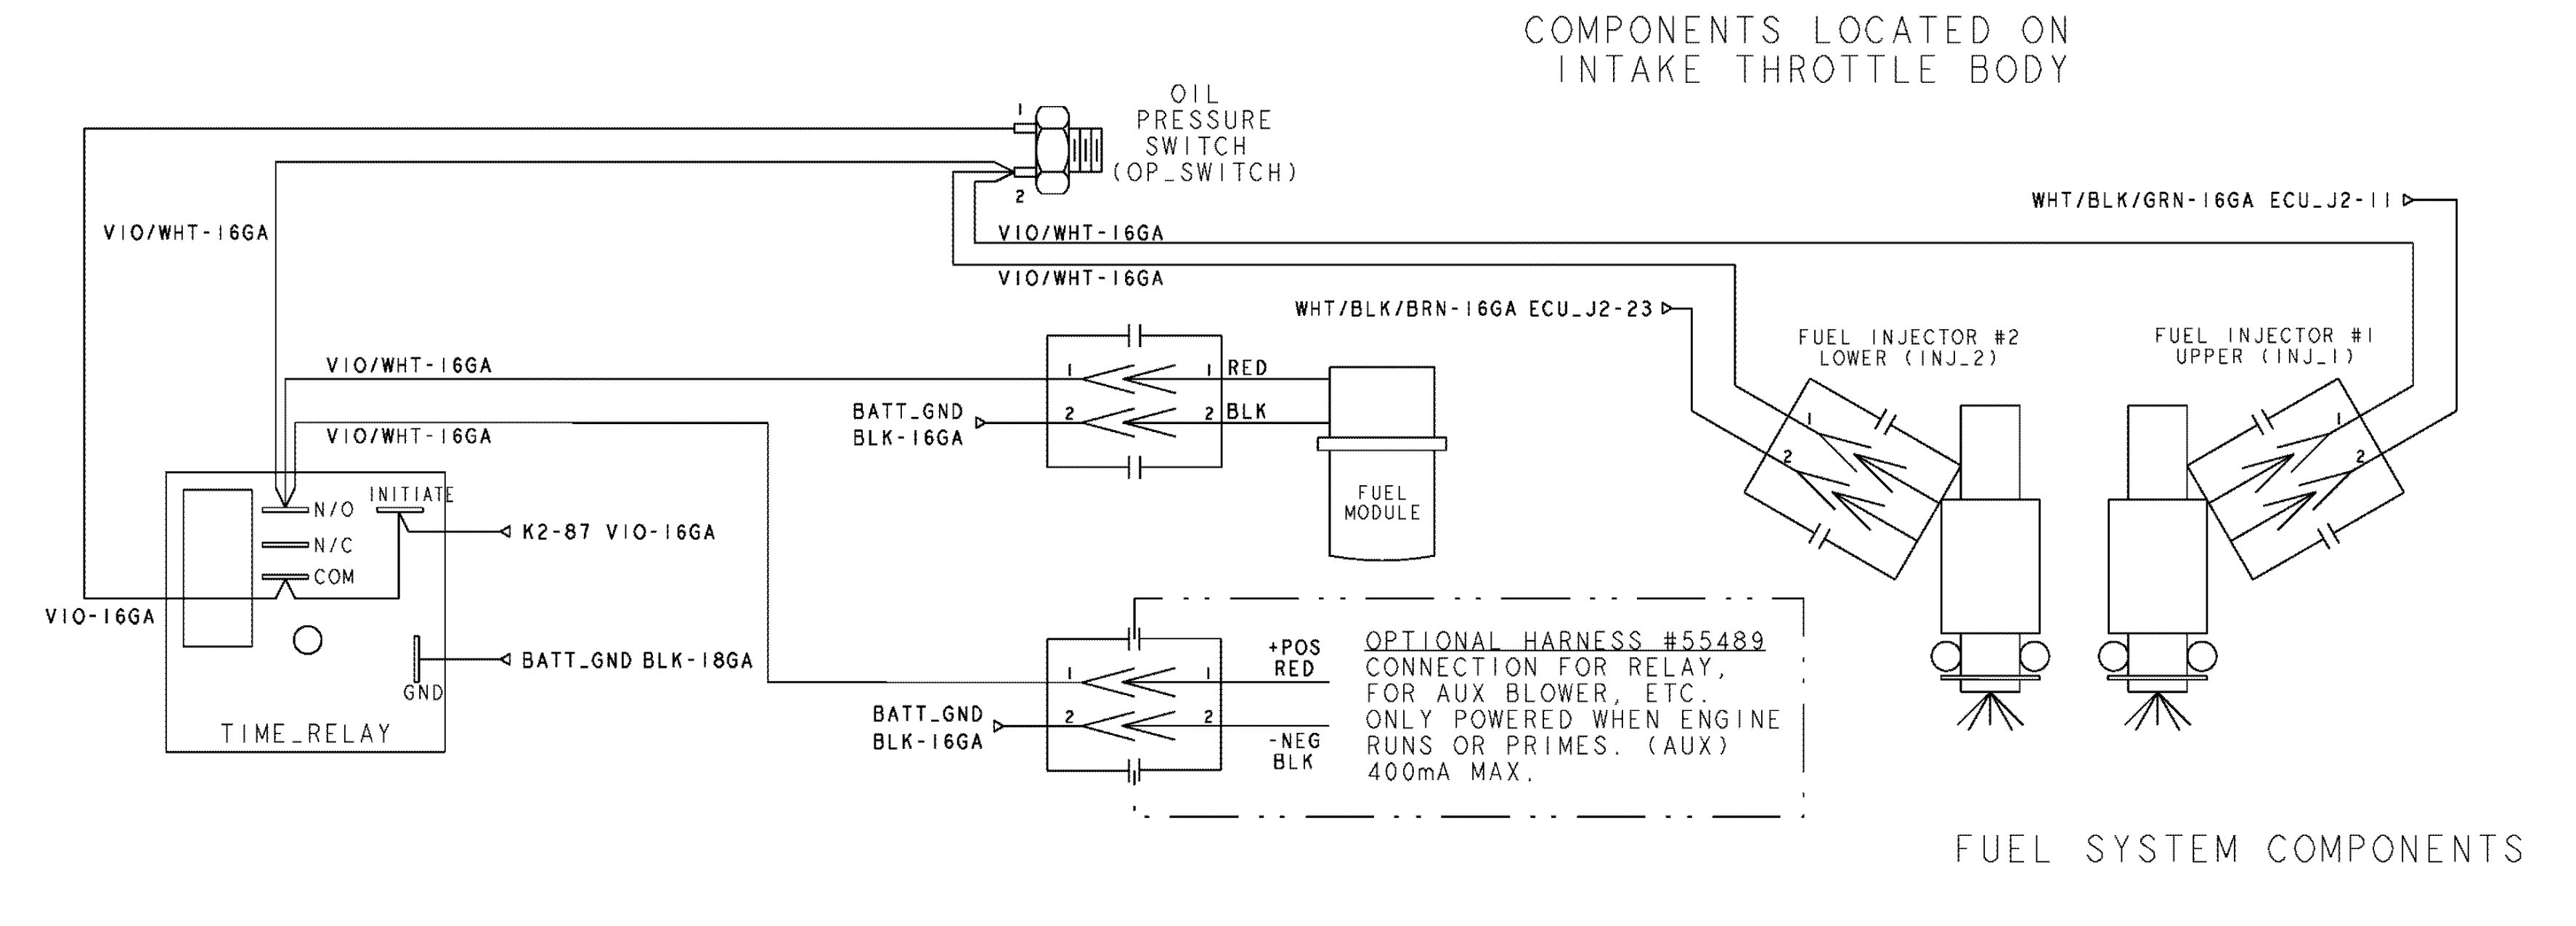 COMPONENTS LOCATED ON
INTAKE THROTTLE BODY
OIL
PRESSURE
SWITCH
(OP_SWITCH)
1
2
VIO/WHT-16GA
VIO/WHT-16GA
VIO/WHT-16GA
WHT/BLK/GRN-16GA ECU_J2-11
WHT/BLK/BRN-16GA ECU_J2-23
FUEL INJECTOR #2
LOWER (INJ_2)
FUEL INJECTOR #1
UPPER (INJ_1)
1
2
1
2
VIO/WHT-16GA
1
1 RED
BATT_GND
BLK-16GA
2
2 BLK
FUEL
MODULE
VIO/WHT-16GA
INITIATE
N/O
N/C
COM
K2-87 VIO-16GA
VIO-16GA
BATT_GND BLK-18GA
GND
TIME_RELAY
1
1
+POS
RED
BATT_GND
BLK-16GA
2
2
-NEG
BLK
OPTIONAL HARNESS #55489
CONNECTION FOR RELAY,
FOR AUX BLOWER, ETC.
ONLY POWERED WHEN ENGINE
RUNS OR PRIMES. (AUX)
400mA MAX.
FUEL SYSTEM COMPONENTS